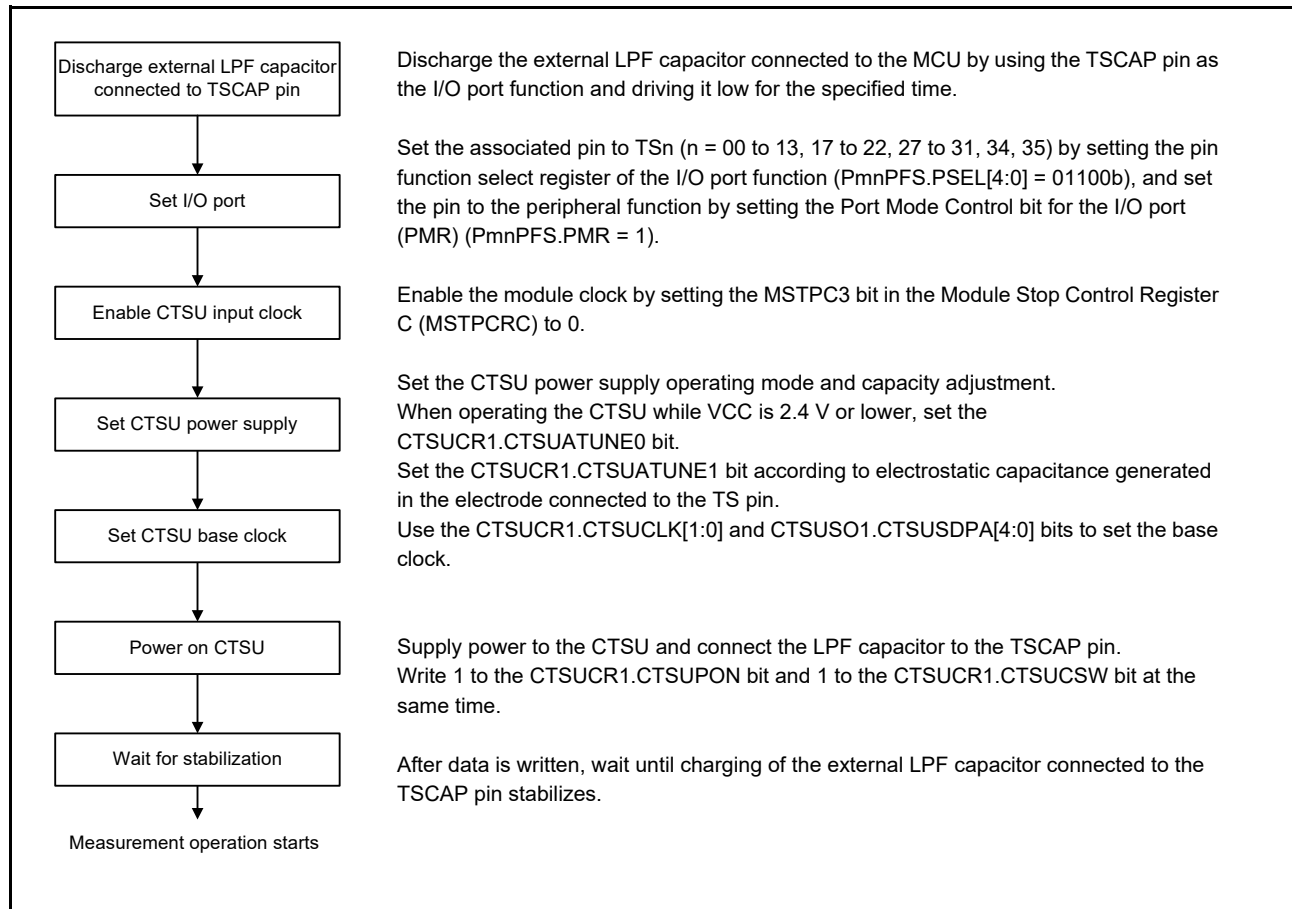 Discharge external LPF capacitor
connected to TSCAP pin
Discharge the external LPF capacitor connected to the MCU by using the TSCAP pin as
the I/O port function and driving it low for the specified time.
Set I/O port
Set the associated pin to TSn (n = 00 to 13, 17 to 22, 27 to 31, 34, 35) by setting the pin
function select register of the I/O port function (PmnPFS.PSEL[4:0] = 01100b), and set
the pin to the peripheral function by setting the Port Mode Control bit for the I/O port
(PMR) (PmnPFS.PMR = 1).
Enable CTSU input clock
Enable the module clock by setting the MSTPC3 bit in the Module Stop Control Register
C (MSTPCRC) to 0.
Set CTSU power supply
Set the CTSU power supply operating mode and capacity adjustment.
When operating the CTSU while VCC is 2.4 V or lower, set the
CTSUCR1.CTSUATUNE0 bit.
Set the CTSUCR1.CTSUATUNE1 bit according to electrostatic capacitance generated
in the electrode connected to the TS pin.
Set CTSU base clock
Use the CTSUCR1.CTSUCLK[1:0] and CTSUSO1.CTSUSDPA[4:0] bits to set the base
clock.
Power on CTSU
Supply power to the CTSU and connect the LPF capacitor to the TSCAP pin.
Write 1 to the CTSUCR1.CTSUPON bit and 1 to the CTSUCR1.CTSUCSW bit at the
same time.
Wait for stabilization
After data is written, wait until charging of the external LPF capacitor connected to the
TSCAP pin stabilizes.
Measurement operation starts